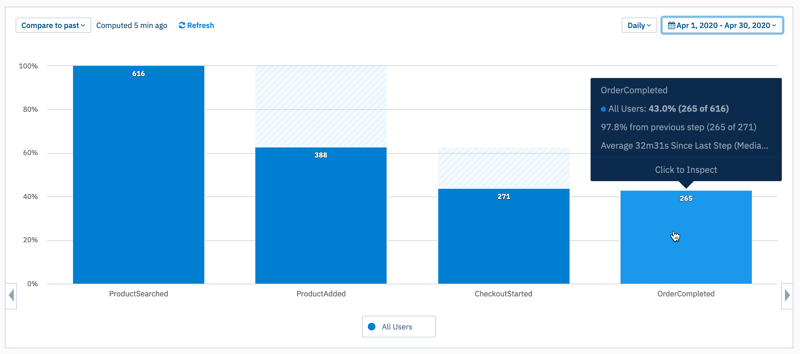 Compare to past Computed 5 min ago Refresh Daily Apr 1, 2020 - Apr 30, 2020
100%
80%
60%
40%
20%
0%
616
388
271
265
OrderCompleted
All Users: 43.0% (265 of 616)
97.8% from previous step (265 of 271)
Average 32m31s Since Last Step (Media...
Click to Inspect
ProductSearched ProductAdded CheckoutStarted OrderCompleted
All Users